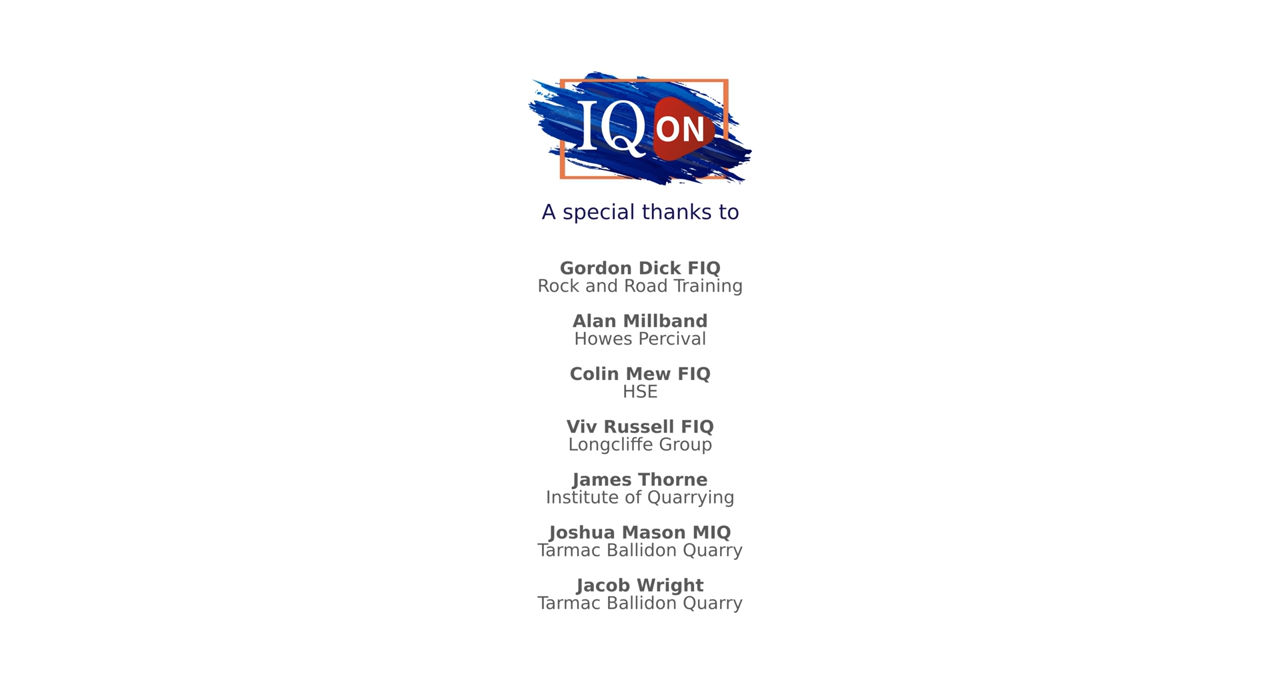 IQ ON
A special thanks to
Gordon Dick FIQ
Rock and Road Training
Alan Millband
Howes Percival
Colin Mew FIQ
HSE
Viv Russell FIQ
Longcliffe Group
James Thorne
Institute of Quarrying
Joshua Mason MIQ
Tarmac Ballidon Quarry
Jacob Wright
Tarmac Ballidon Quarry